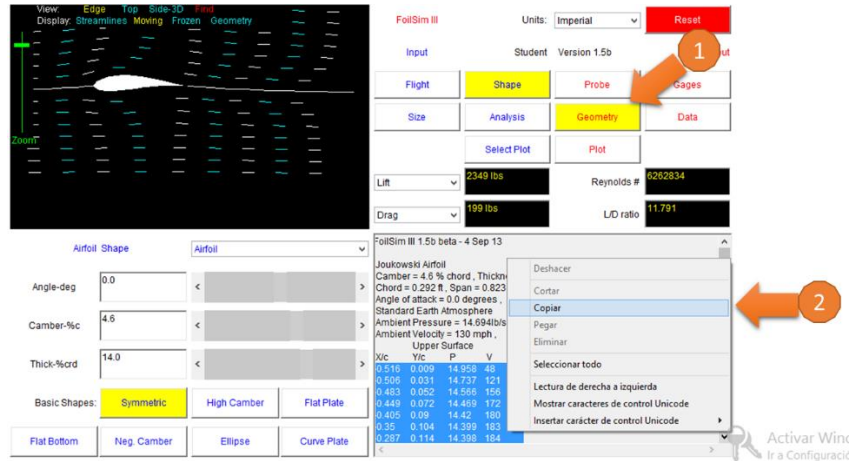 View: Edge Top Side-3D Find
Display: Streamlines Moving Frozen Geometry
Zoom
FoilSim III
Units:
Imperial
Reset
Input
Student Version 1.5b
ut
1
Flight
Shape
Probe
Gages
Size
Analysis
Geometry
Data
Select Plot
Plot
Lift
2349 lbs
Reynolds #
6262834
Drag
199 lbs
L/D ratio
11.791
Airfoil Shape
Airfoil
Angle-deg
0.0
Camber-%c
4.6
Thick-%crd
14.0
Basic Shapes:
Symmetric
High Camber
Flat Plate
Flat Bottom
Neg. Camber
Ellipse
Curve Plate
FoilSim III 1.5b beta - 4 Sep 13
Joukowski Airfoil
Camber = 4.6 % chord , Thickn
Chord = 0.292 ft , Span = 0.823
Angle of attack = 0.0 degrees ,
Standard Earth Atmosphere
Ambient Pressure = 14.694lb/s
Ambient Velocity = 130 mph ,
Upper Surface
X/c Y/c P V
-0.516 0.009 14.958 48
-0.506 0.031 14.737 121
-0.483 0.052 14.566 156
-0.449 0.072 14.469 172
-0.405 0.09 14.42 180
-0.35 0.104 14.399 183
-0.287 0.114 14.398 184
Deshacer
Cortar
Copiar
Pegar
Eliminar
Seleccionar todo
Lectura de derecha a izquierda
Mostrar caracteres de control Unicode
Insertar carácter de control Unicode
2
Activar Wind
Ir a Configuració